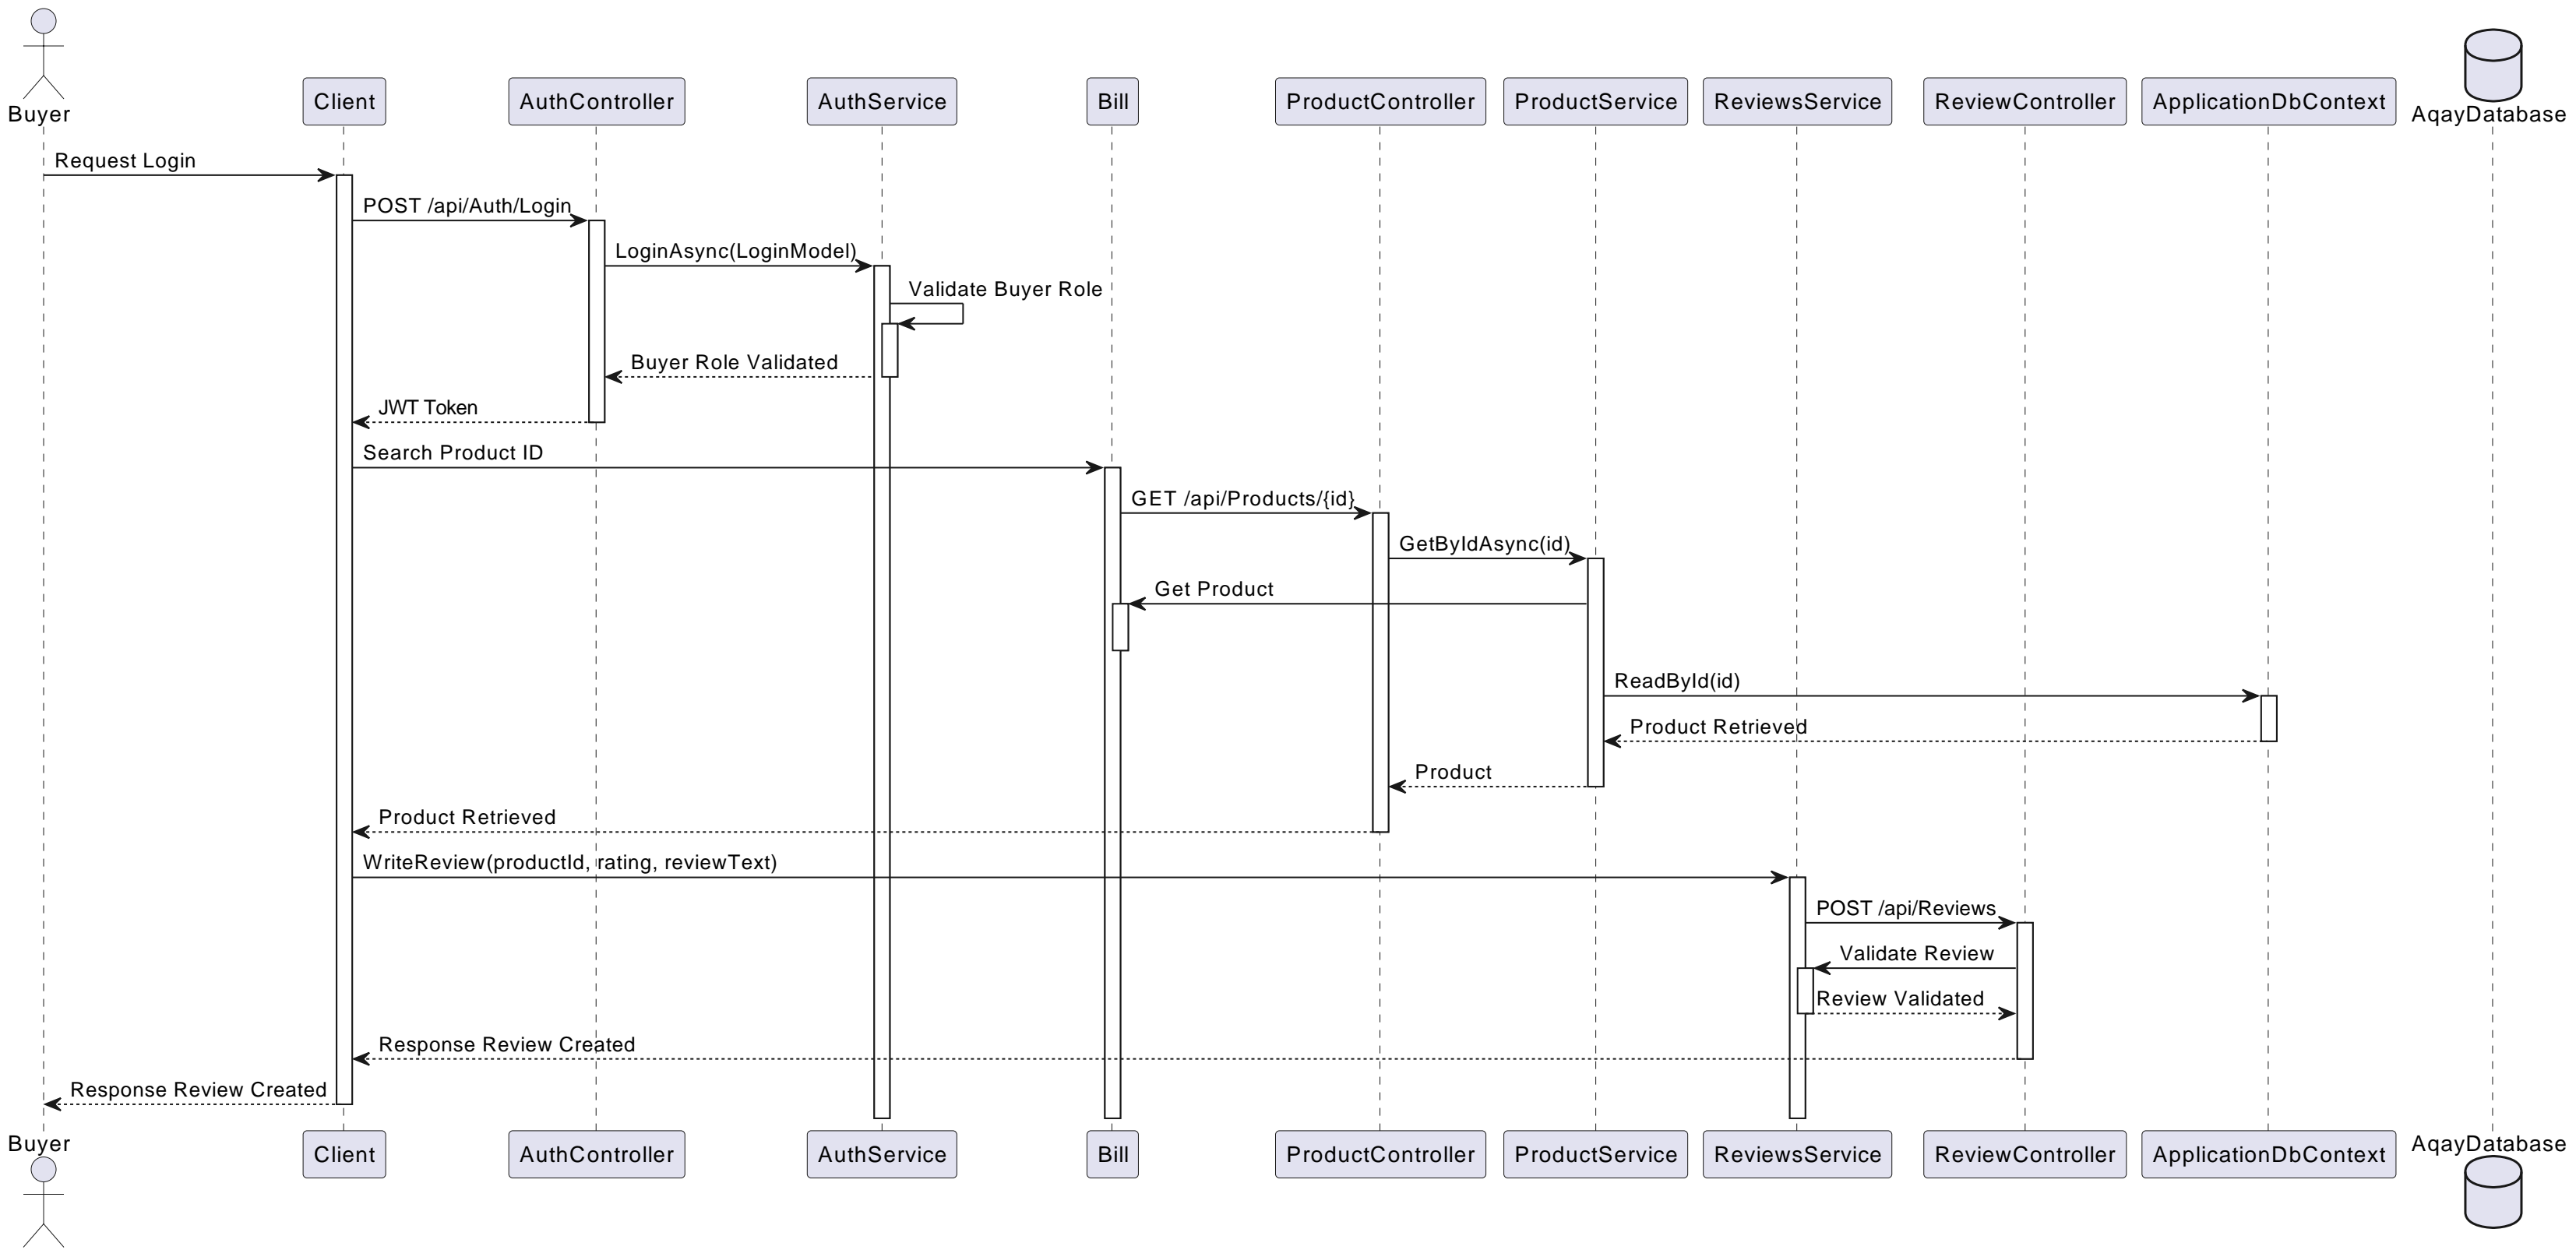 Buyer
Client
AuthController
AuthService
Bill
ProductController
ProductService
ReviewsService
ReviewController
ApplicationDbContext
AqayDatabase
Request Login
POST /api/Auth/Login
LoginAsync(LoginModel)
Validate Buyer Role
Buyer Role Validated
JWT Token
Search Product ID
GET /api/Products/{id}
GetByIdAsync(id)
Get Product
ReadById(id)
Product Retrieved
Product
Product Retrieved
WriteReview(productId, rating, reviewText)
POST /api/Reviews
Validate Review
Review Validated
Response Review Created
Response Review Created
Buyer
Client
AuthController
AuthService
Bill
ProductController
ProductService
ReviewsService
ReviewController
ApplicationDbContext
AqayDatabase